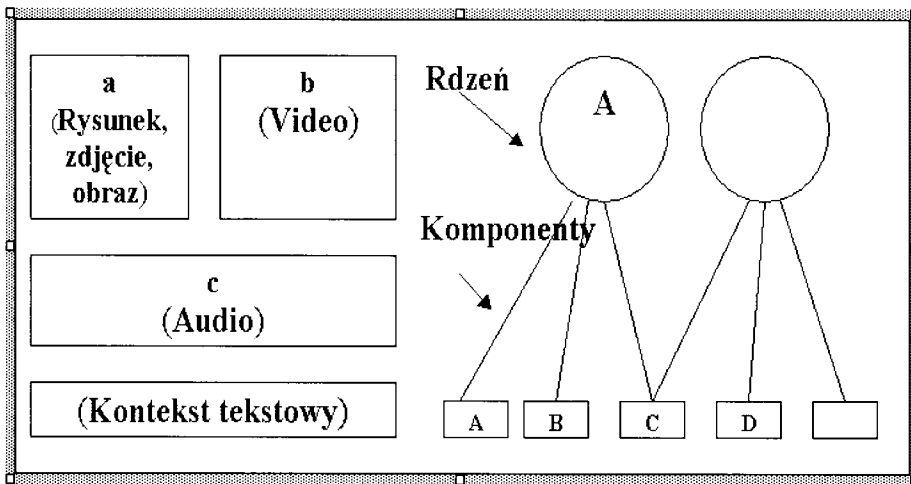 a
(Rysunek,
zdjęcie,
obraz)
b
(Video)
c
(Audio)
(Kontekst tekstowy)
Rdzeń
A
Komponenty
A
B
C
D